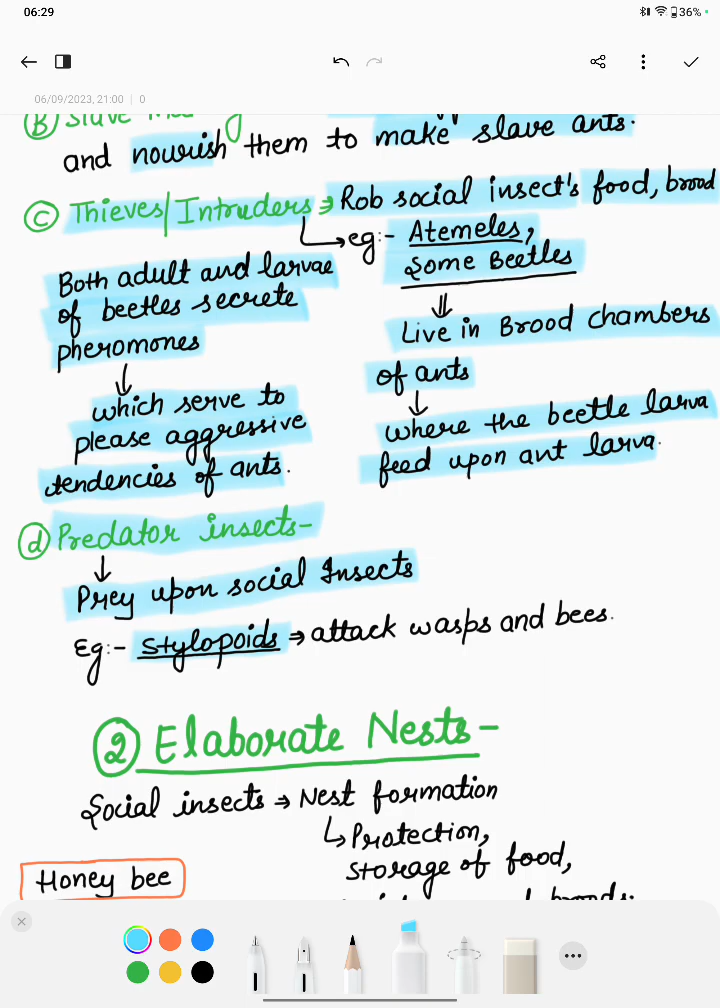 06:29
36%
06/09/2023, 21:00 | 0
(B) Slave
and nourish them to make slave ants.
(C) Thieves/Intruders ⇒ Rob social insect's food, brood
eg:- Atemeles,
Some Beetles
Both adult and larvae
of beetles secrete
pheromones
↓
which serve to
please aggressive
tendencies of ants.
⇓
Live in Brood chambers
of ants
↓
where the beetle larva
feed upon ant larva.
(d) Predator insects-
↓
Prey upon social Insects
Eg:- stylopoids ⇒ attack wasps and bees.
(2) Elaborate Nests-
Social insects → Nest formation
↳ Protection,
storage of food,
broods.
Honey bee